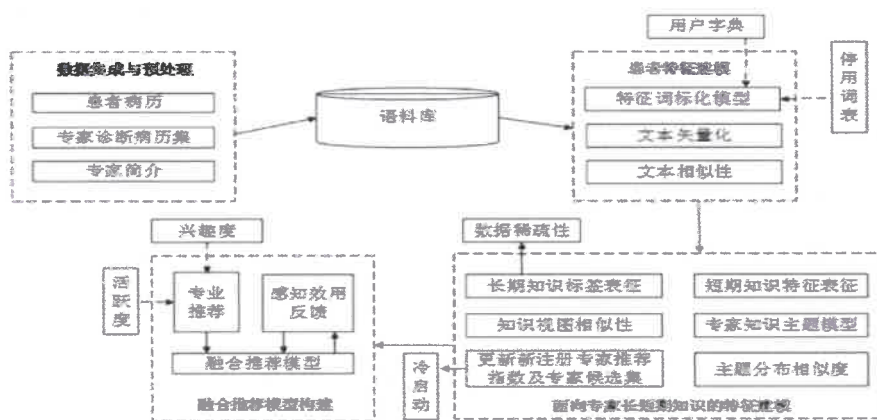 用户字典
数据集成与预处理
患者病历
专家诊断病历集
专家简介
语料库
患者特征建模
特征词标化模型
文本矢量化
文本相似性
停用词表
兴趣度
活跃度
专业
推荐
感知效用
反馈
融合推荐模型
融合推荐模型构建
数据稀疏性
长期知识标签表征
短期知识特征表征
知识视图相似性
专家知识主题模型
更新新注册专家推荐
指数及专家候选集
主题分布相似度
冷启动
面向专家长短期知识的特征建模